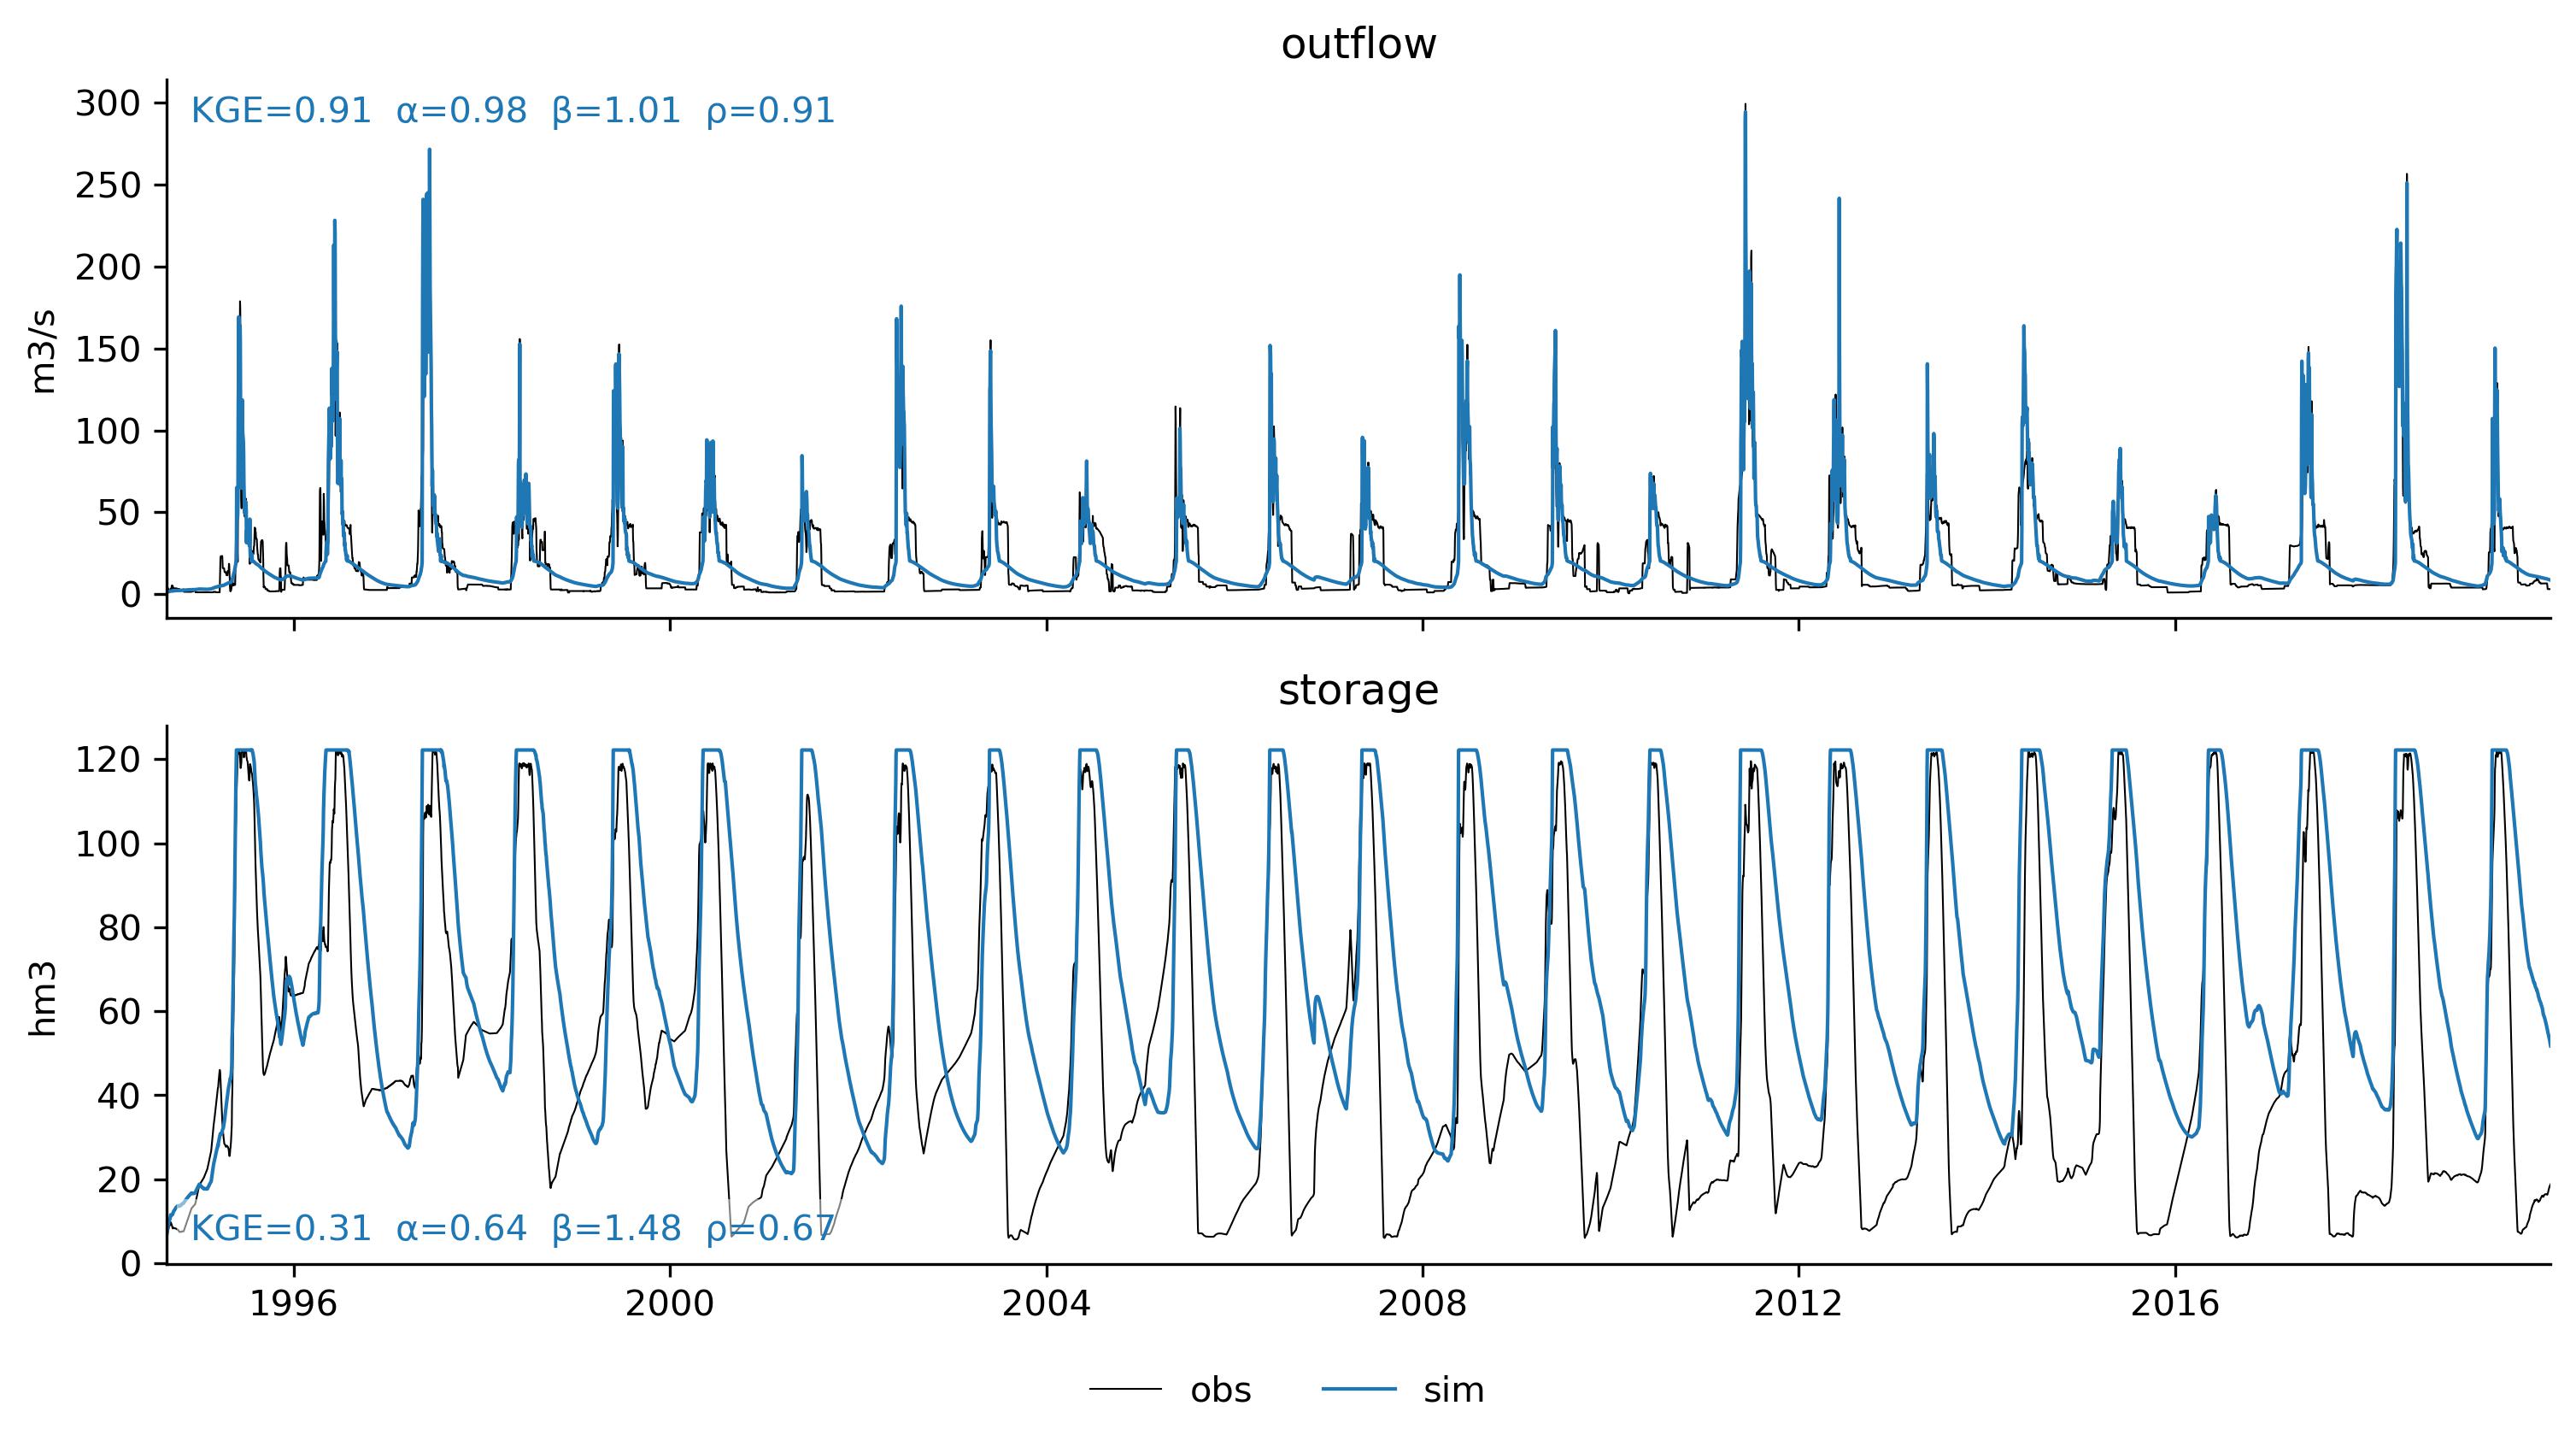 outflow
300
250
200
150
100
50
0
m3/s
KGE=0.91 α=0.98 β=1.01 ρ=0.91
storage
120
100
80
60
40
20
0
hm3
KGE=0.31 α=0.64 β=1.48 ρ=0.67
1996 2000 2004 2008 2012 2016
obs sim